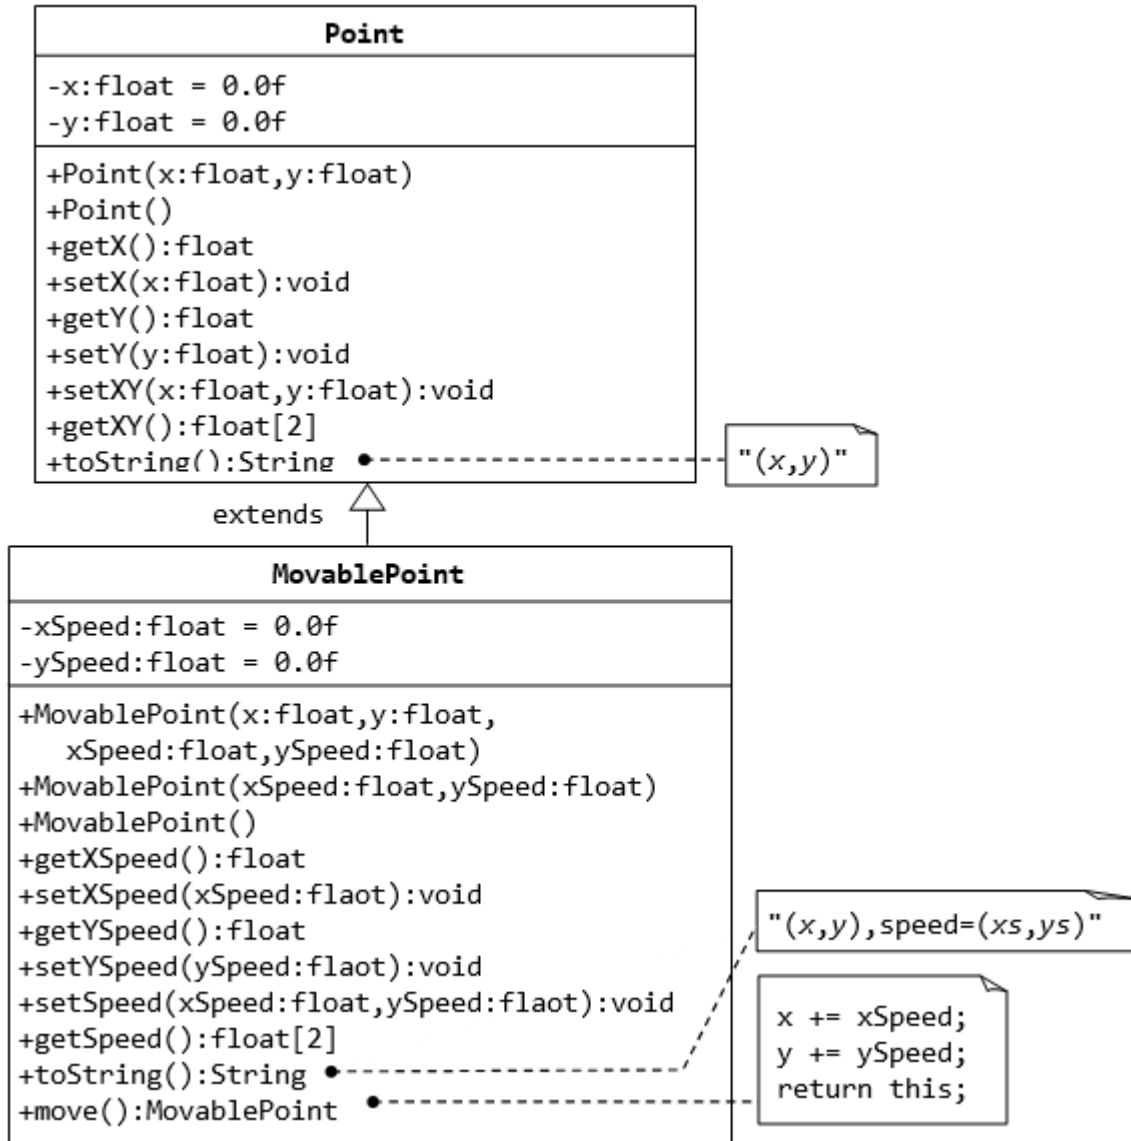 Point
-x:float = 0.0f
-y:float = 0.0f
+Point(x:float,y:float)
+Point()
+getX():float
+setX(x:float):void
+getY():float
+setY(y:float):void
+setXY(x:float,y:float):void
+getXY():float[2]
+toString():String
"(x,y)"
extends
MovablePoint
-xSpeed:float = 0.0f
-ySpeed:float = 0.0f
+MovablePoint(x:float,y:float,
xSpeed:float,ySpeed:float)
+MovablePoint(xSpeed:float,ySpeed:float)
+MovablePoint()
+getXSpeed():float
+setXSpeed(xSpeed:flaot):void
+getYSpeed():float
+setYSpeed(ySpeed:flaot):void
+setSpeed(xSpeed:float,ySpeed:flaot):void
+getSpeed():float[2]
+toString():String
+move():MovablePoint
"(x,y),speed=(xs,ys)"
x += xSpeed;
y += ySpeed;
return this;